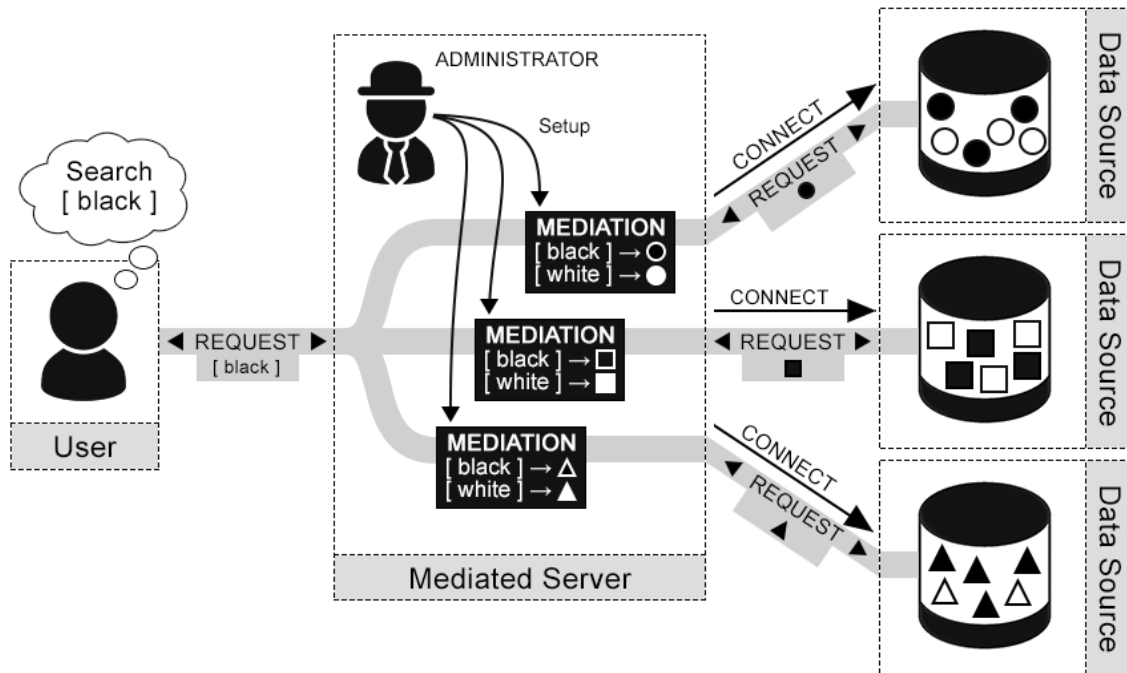 Search
[ black ]
User
REQUEST
[ black ]
ADMINISTRATOR
Setup
MEDIATION
[ black ] →
[ white ] →
MEDIATION
[ black ] →
[ white ] →
MEDIATION
[ black ] →
[ white ] →
Mediated Server
CONNECT
REQUEST
Data Source
CONNECT
REQUEST
Data Source
CONNECT
REQUEST
Data Source